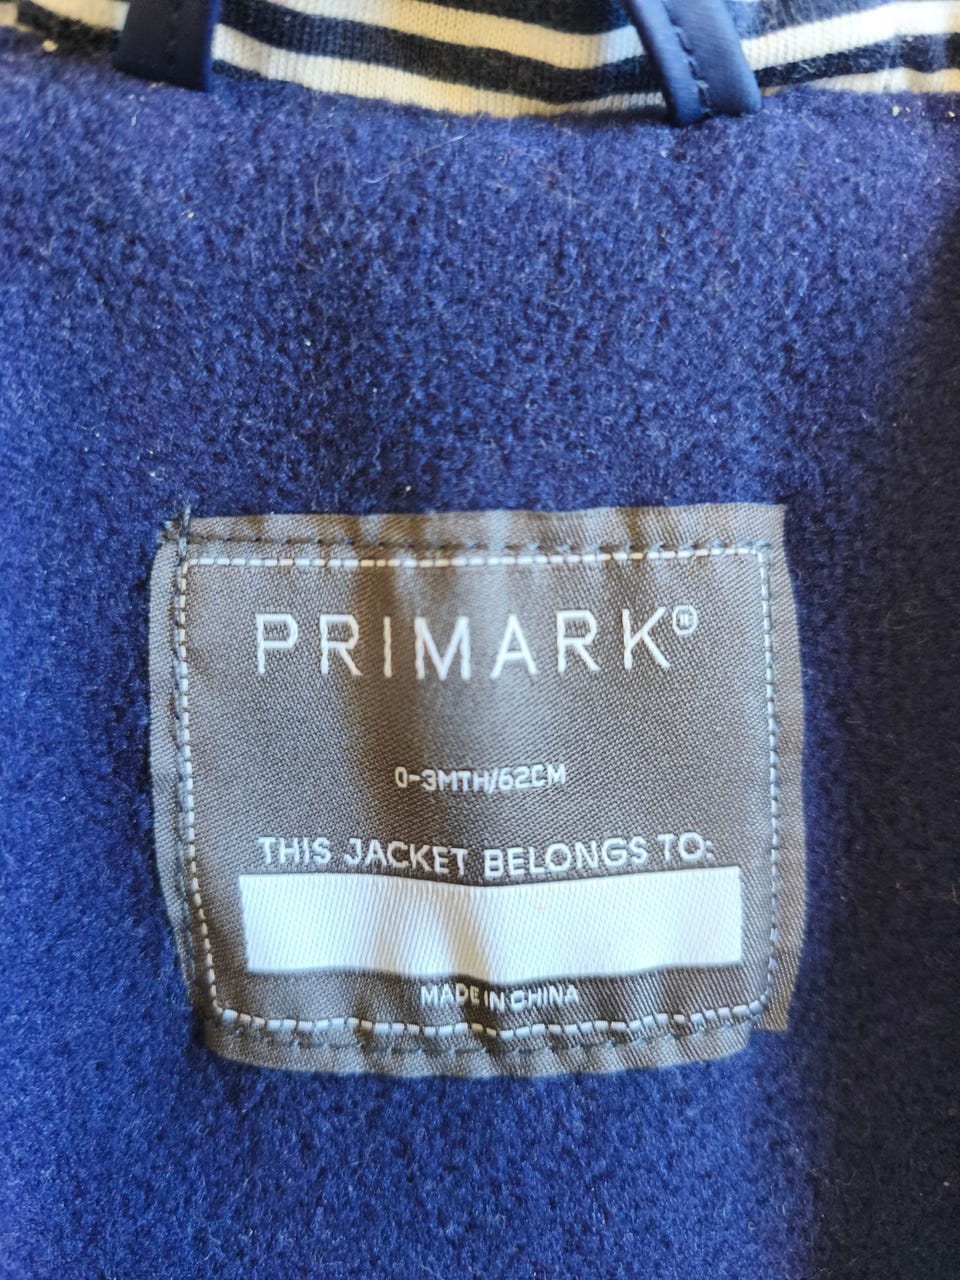 PRIMARK®
0-3MTH/62CM
THIS JACKET BELONGS TO:
MADE IN CHINA